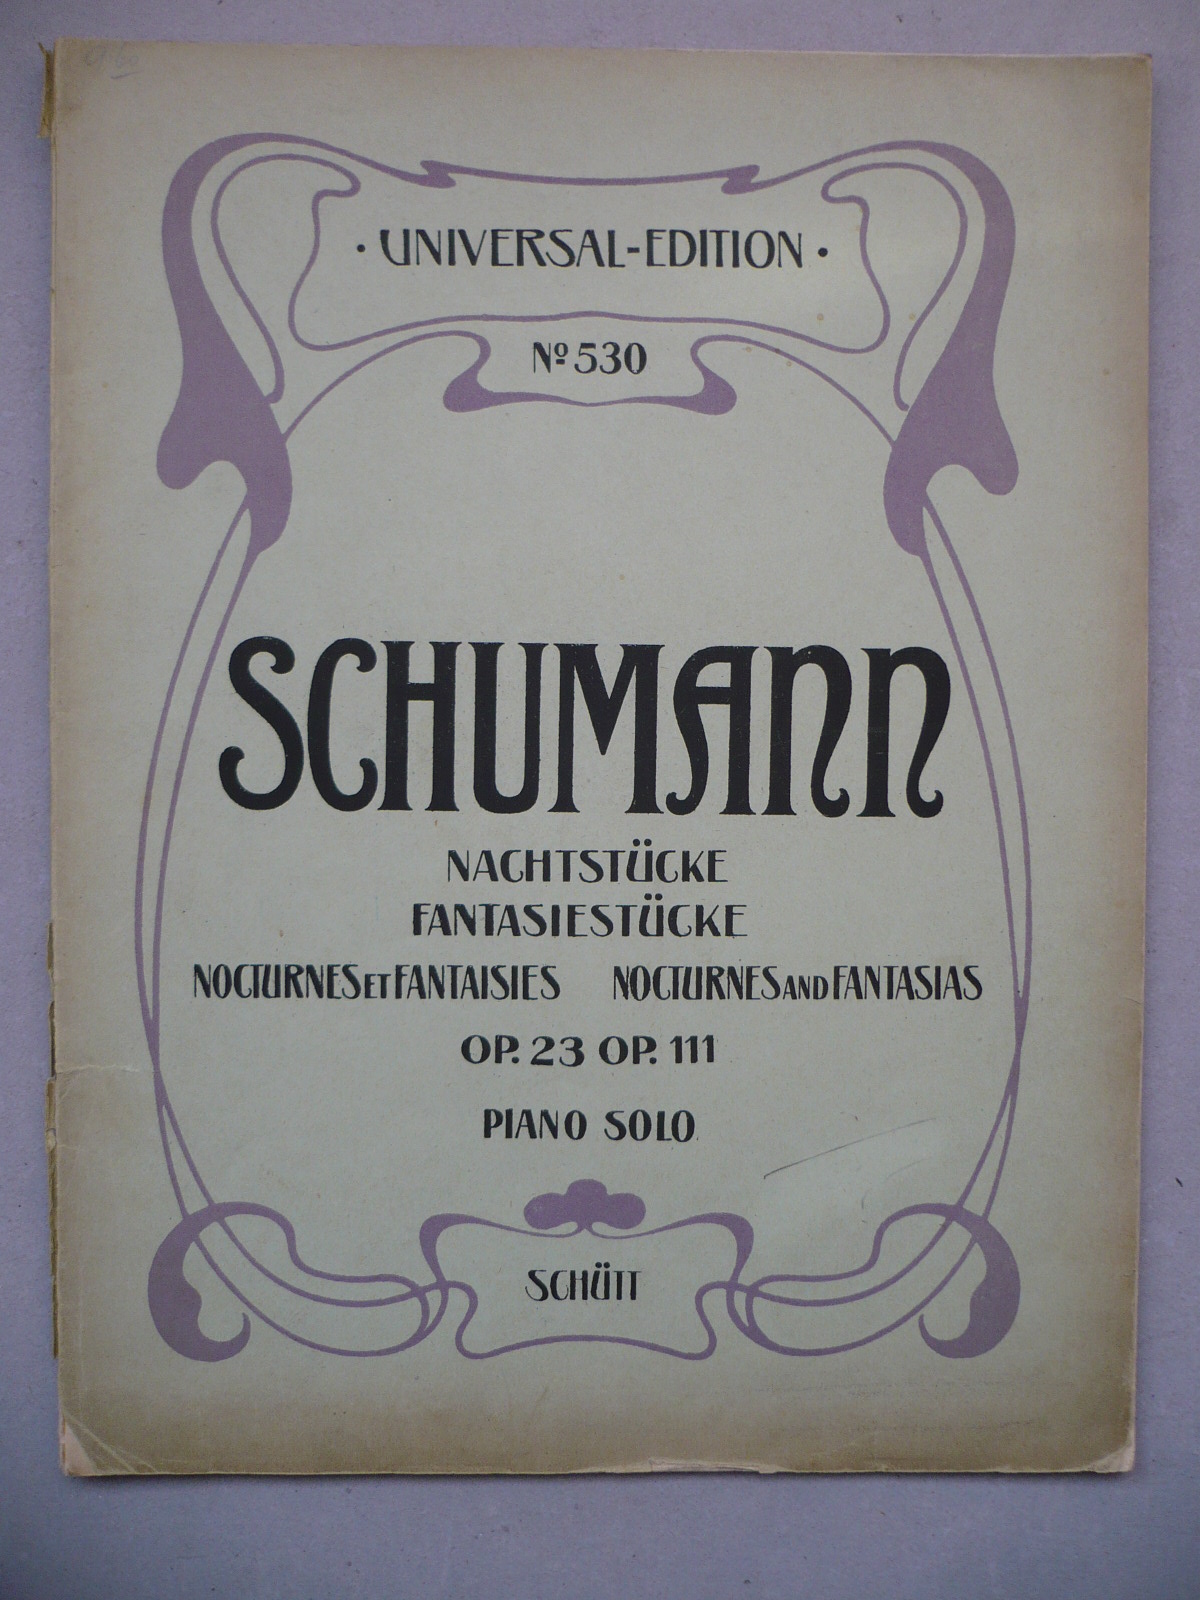 · UNIVERSAL-EDITION ·
Nº 530
SCHUMANN
NACHTSTÜCKE
FANTASIESTÜCKE
NOCTURNES ET FANTAISIES NOCTURNES AND FANTASIAS
OP. 23 OP. 111
PIANO SOLO
SCHÜTT